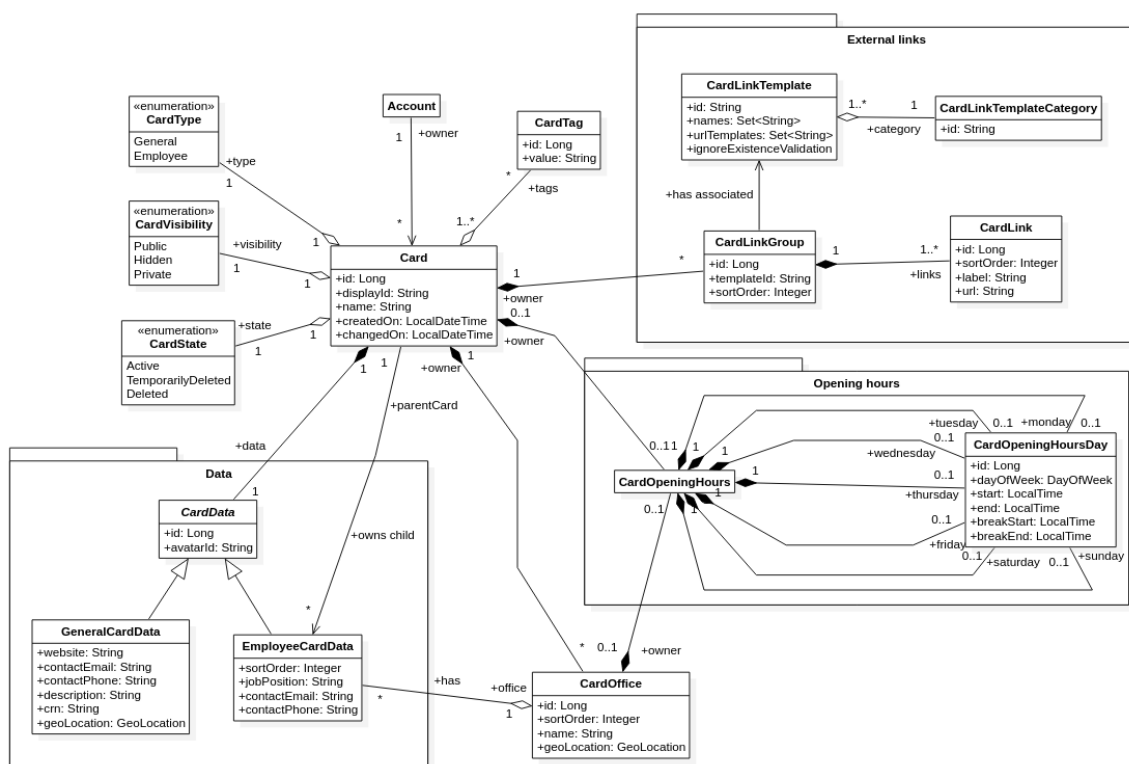 External links
CardLinkTemplate
+id: String
+names: Set<String>
+urlTemplates: Set<String>
+ignoreExistenceValidation
1..*
1
+category
CardLinkTemplateCategory
+id: String
+has associated
CardLinkGroup
+id: Long
+templateId: String
+sortOrder: Integer
1
1..*
+links
CardLink
+id: Long
+sortOrder: Integer
+label: String
+url: String
«enumeration»
CardType
General
Employee
+type
1
1
Account
1
+owner
*
CardTag
+id: Long
+value: String
*
+tags
1..*
«enumeration»
CardVisibility
Public
Hidden
Private
+visibility
1
1
«enumeration»
CardState
Active
TemporarilyDeleted
Deleted
+state
1
1
Card
+id: Long
+displayId: String
+name: String
+createdOn: LocalDateTime
+changedOn: LocalDateTime
1
+owner
*
0..1
+owner
1
1
1
+owner
+parentCard
+data
1
+owns child
*
Opening hours
CardOpeningHours
0..1
1
1
1
1
1
1
0..1
+tuesday
0..1
+monday
0..1
+wednesday
0..1
+thursday
0..1
+friday
0..1
+saturday
0..1
+sunday
0..1
CardOpeningHoursDay
+id: Long
+dayOfWeek: DayOfWeek
+start: LocalTime
+end: LocalTime
+breakStart: LocalTime
+breakEnd: LocalTime
Data
CardData
+id: Long
+avatarId: String
GeneralCardData
+website: String
+contactEmail: String
+contactPhone: String
+description: String
+crn: String
+geoLocation: GeoLocation
EmployeeCardData
+sortOrder: Integer
+jobPosition: String
+contactEmail: String
+contactPhone: String
+has
*
+office
1
*
0..1
+owner
CardOffice
+id: Long
+sortOrder: Integer
+name: String
+geoLocation: GeoLocation